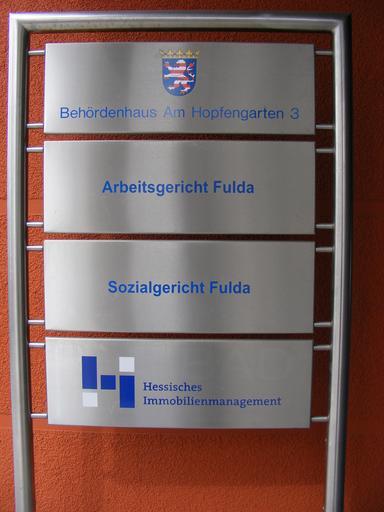 Behördenhaus Am Hopfengarten 3
Arbeitsgericht Fulda
Sozialgericht Fulda
Hessisches
Immobilienmanagement